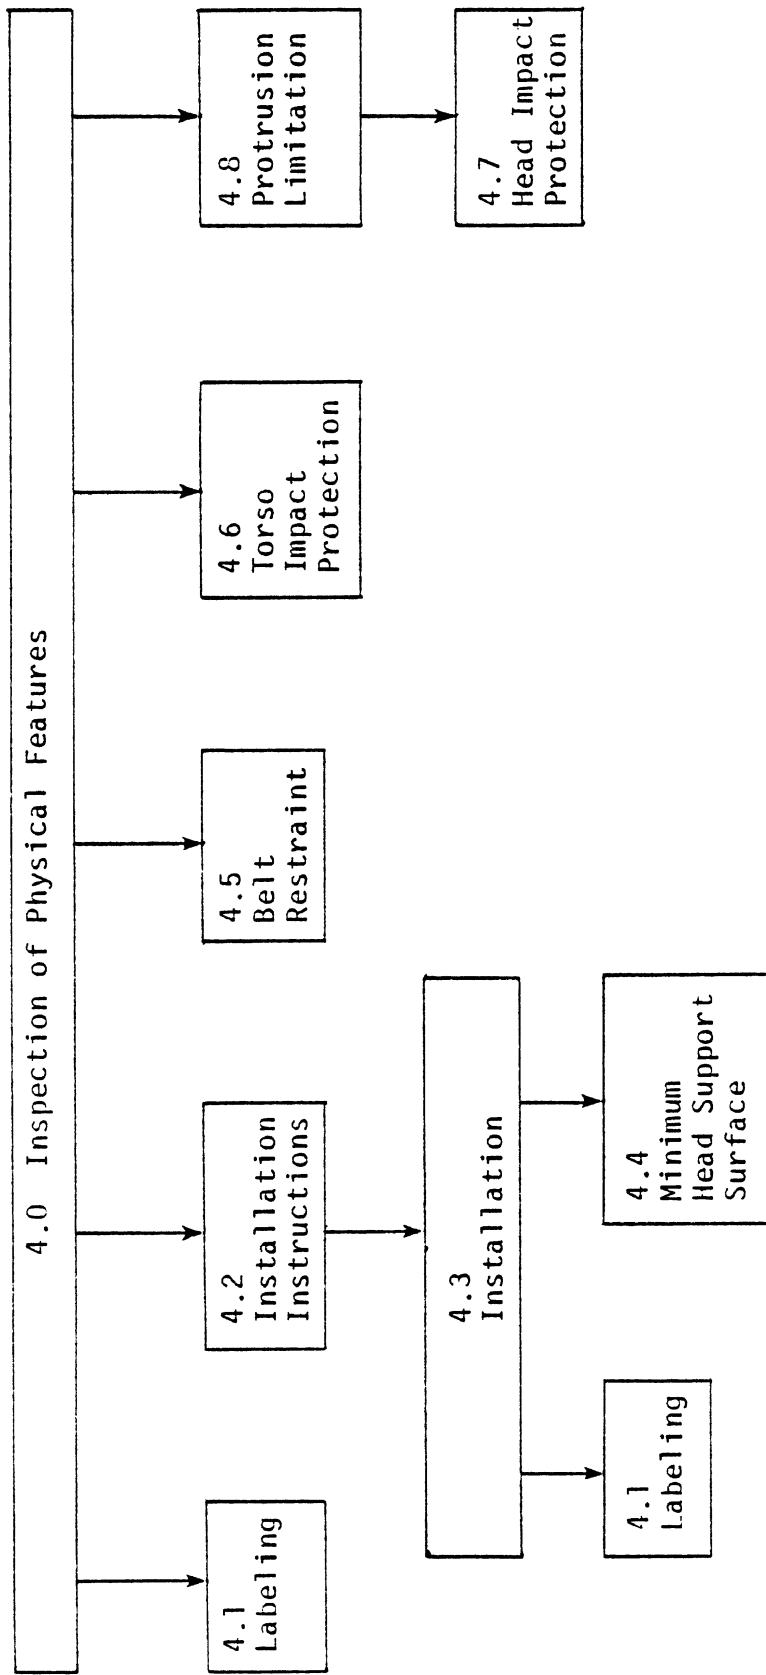 4.0 Inspection of Physical Features
4.1
Labeling
4.2
Installation
Instructions
4.5
Belt
Restraint
4.6
Torso
Impact
Protection
4.8
Protrusion
Limitation
4.3
Installation
4.7
Head Impact
Protection
4.1
Labeling
4.4
Minimum
Head Support
Surface